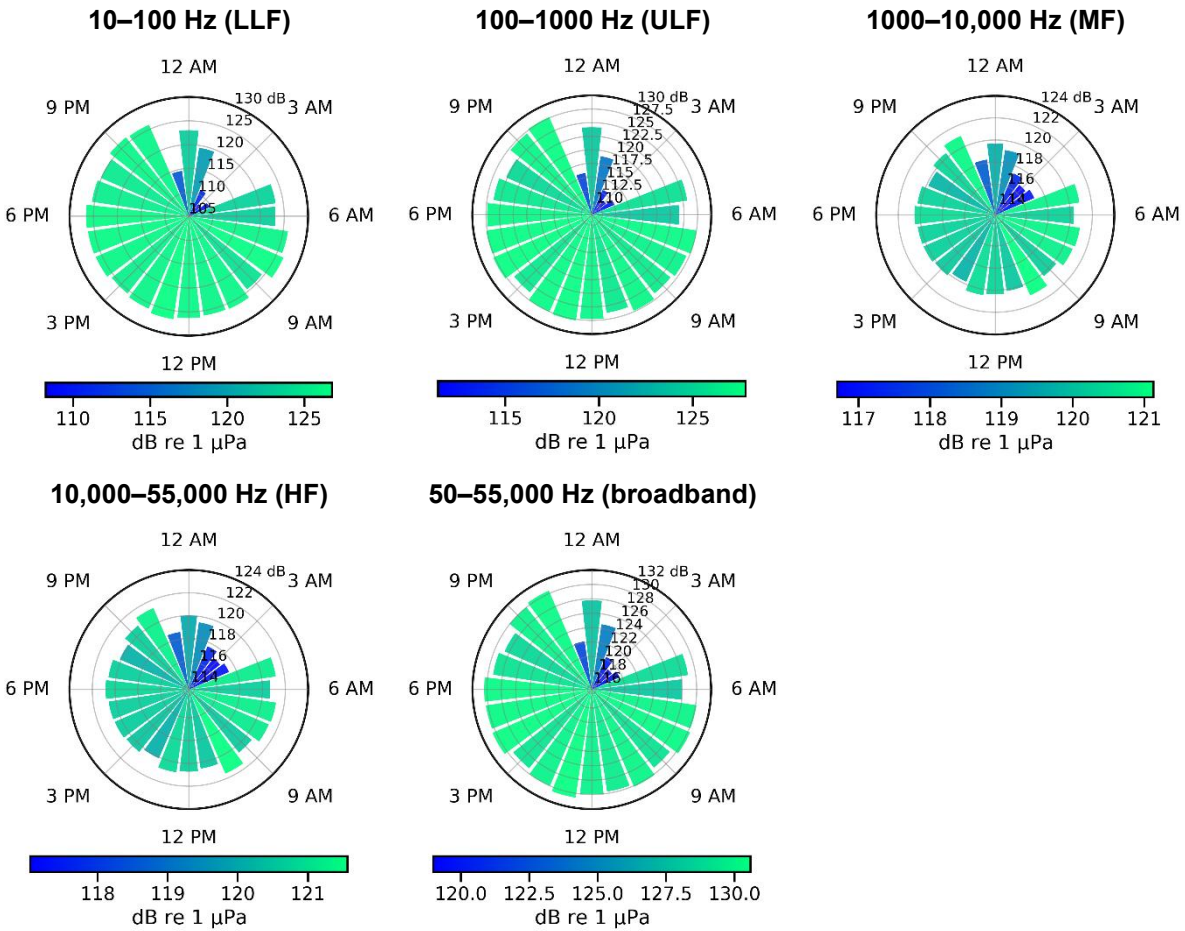 10–100 Hz (LLF)
100–1000 Hz (ULF)
1000–10,000 Hz (MF)
12 AM
9 PM
130 dB
3 AM
125
120
115
110
105
6 PM
6 AM
3 PM
9 AM
12 PM
110 115 120 125
dB re 1 µPa
12 AM
9 PM
130 dB
3 AM
127.5
125
122.5
120
117.5
115
112.5
110
6 PM
6 AM
3 PM
9 AM
12 PM
115 120 125
dB re 1 µPa
12 AM
9 PM
124 dB
3 AM
122
120
118
116
114
6 PM
6 AM
3 PM
9 AM
12 PM
117 118 119 120 121
dB re 1 µPa
10,000–55,000 Hz (HF)
50–55,000 Hz (broadband)
12 AM
9 PM
124 dB
3 AM
122
120
118
116
114
6 PM
6 AM
3 PM
9 AM
12 PM
118 119 120 121
dB re 1 µPa
12 AM
9 PM
132 dB
3 AM
130
128
126
124
122
120
118
116
6 PM
6 AM
3 PM
9 AM
12 PM
120.0 122.5 125.0 127.5 130.0
dB re 1 µPa